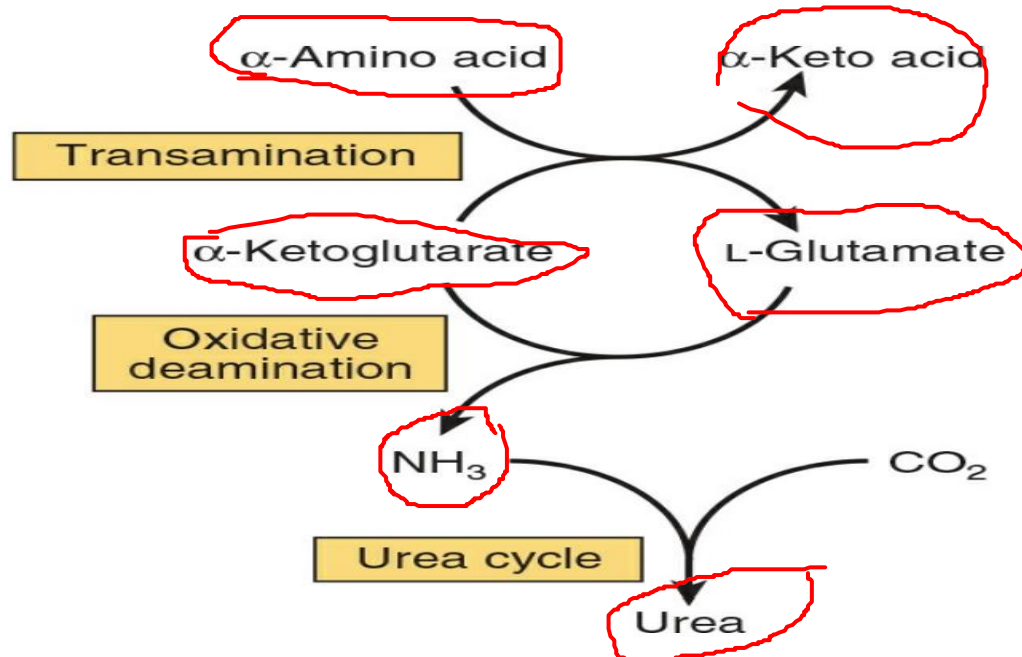 α-Amino acid
α-Keto acid
Transamination
α-Ketoglutarate
L-Glutamate
Oxidative
deamination
NH₃
CO₂
Urea cycle
Urea